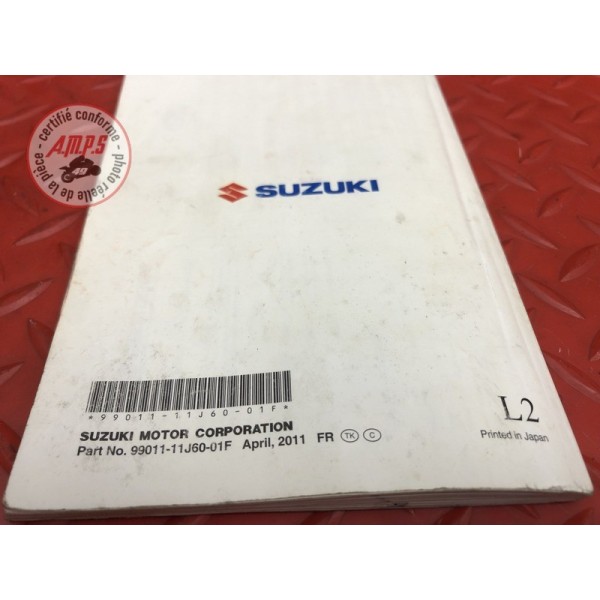 certifié conforme
A.M.P.S
49
photo réelle de la pièce
SUZUKI
*99011-11J60-01F*
SUZUKI MOTOR CORPORATION
Part No. 99011-11J60-01F April, 2011 FR TK C
L2
Printed in Japan